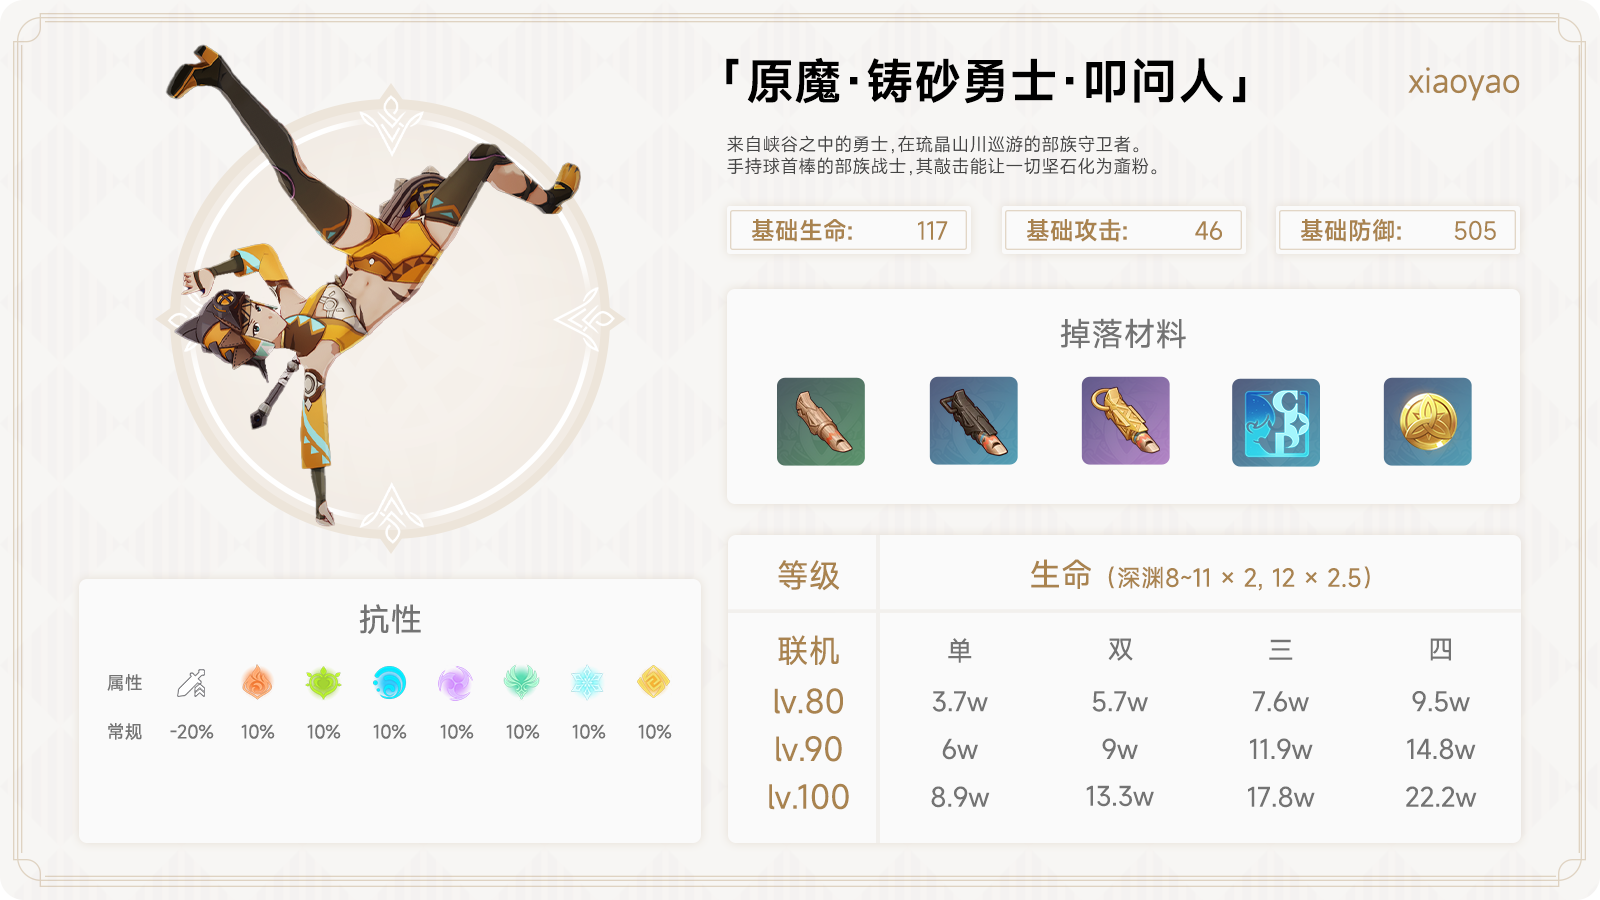 「原魔·铸砂勇士·叩问人」
xiaoyao
来自峡谷之中的勇士,在琉晶山川巡游的部族守卫者。
手持球首棒的部族战士,其敲击能让一切坚石化为齑粉。
基础生命: 117
基础攻击: 46
基础防御: 505
掉落材料
抗性
属性
常规 -20% 10% 10% 10% 10% 10% 10% 10%
等级 生命（深渊8~11 × 2, 12 × 2.5）
联机 单 双 三 四
lv.80 3.7w 5.7w 7.6w 9.5w
lv.90 6w 9w 11.9w 14.8w
lv.100 8.9w 13.3w 17.8w 22.2w